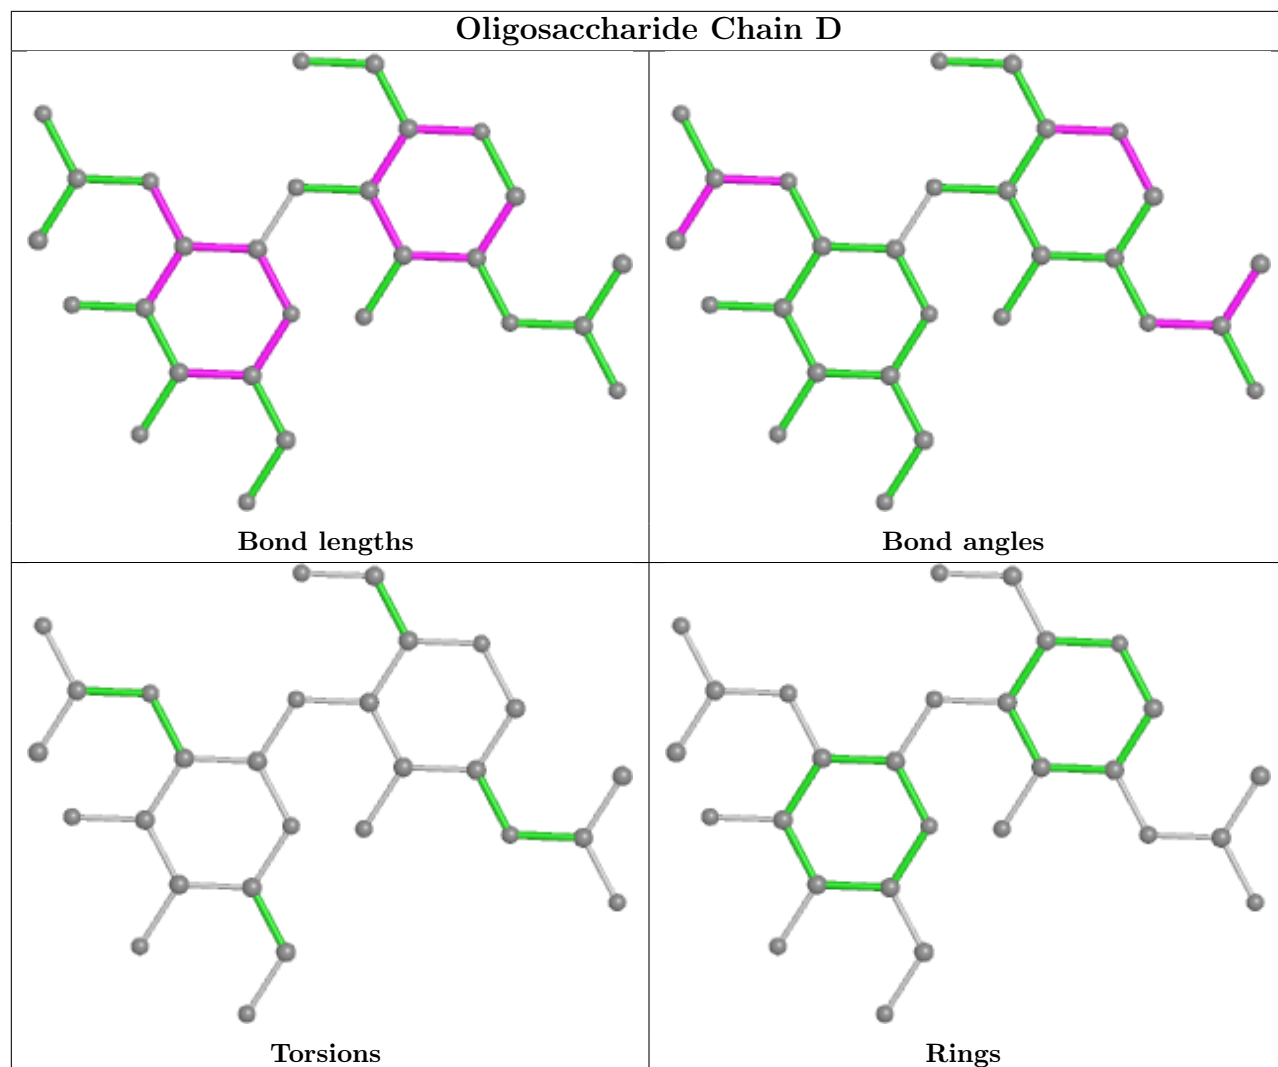 Oligosaccharide Chain D
Bond lengths
Bond angles
Torsions
Rings